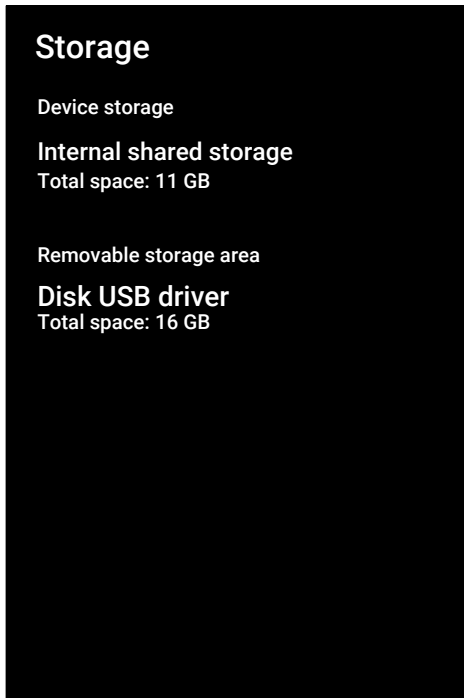 Storage
Device storage
Internal shared storage
Total space: 11 GB
Removable storage area
Disk USB driver
Total space: 16 GB